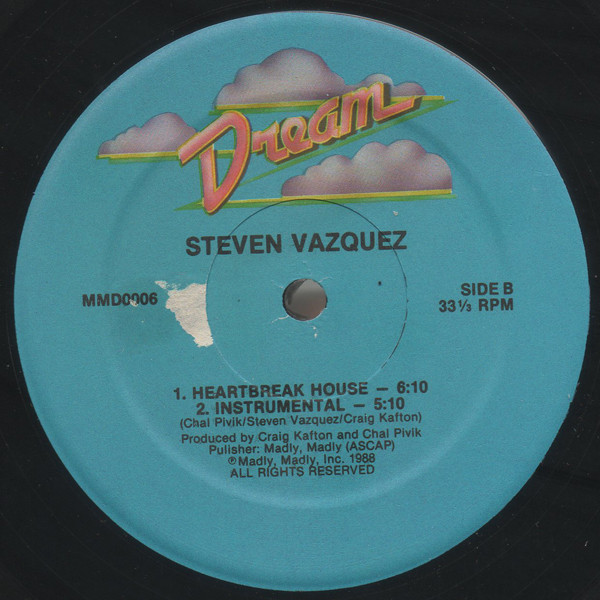 Dream
STEVEN VAZQUEZ
MMD0006
SIDE B
33 ⅓ RPM
1. HEARTBREAK HOUSE — 6:10
2. INSTRUMENTAL — 5:10
(Chal Pivik/Steven Vazquez/Craig Kafton)
Produced by Craig Kafton and Chal Pivik
Pulisher: Madly, Madly (ASCAP)
℗Madly, Madly, Inc. 1988
ALL RIGHTS RESERVED